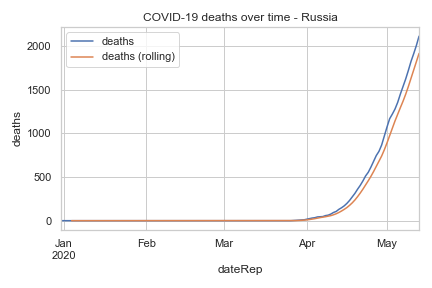 COVID-19 deaths over time - Russia
deaths
deaths (rolling)
2000
1500
1000
500
0
deaths
Jan Feb Mar Apr May
2020
dateRep